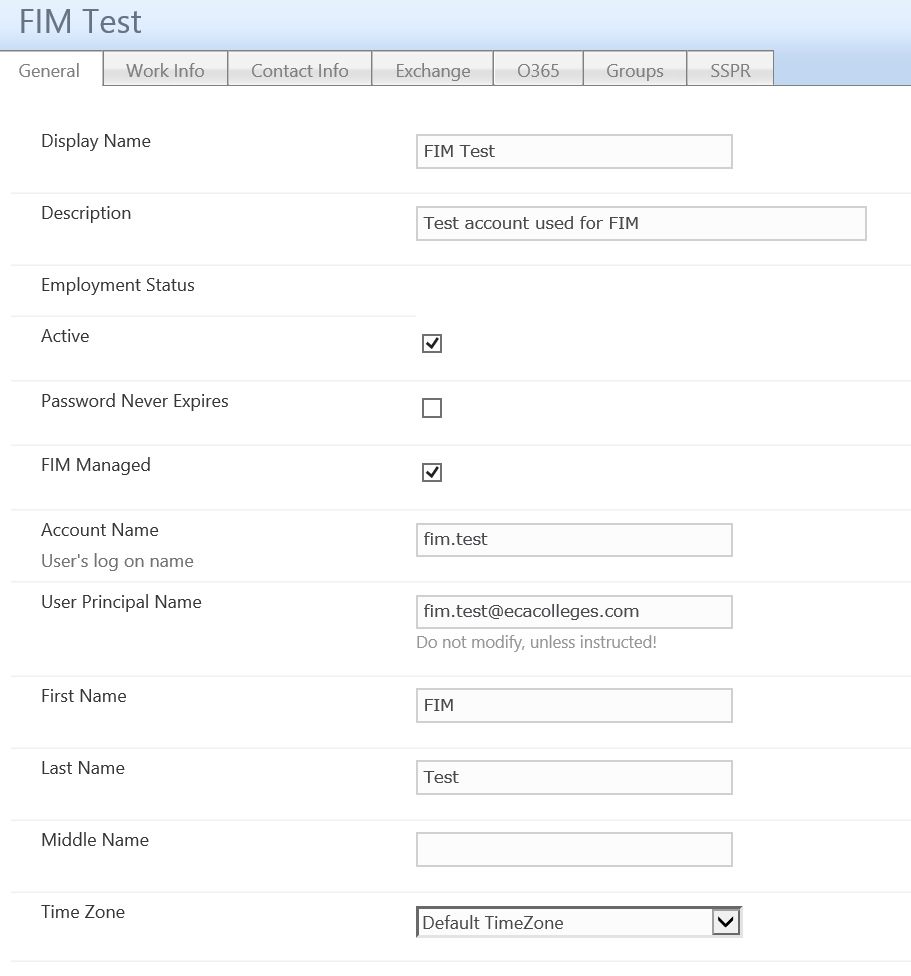 FIM Test
General Work Info Contact Info Exchange O365 Groups SSPR
Display Name FIM Test
Description Test account used for FIM
Employment Status
Active
Password Never Expires
FIM Managed
Account Name fim.test
User's log on name
User Principal Name fim.test@ecacolleges.com
Do not modify, unless instructed!
First Name FIM
Last Name Test
Middle Name
Time Zone Default TimeZone